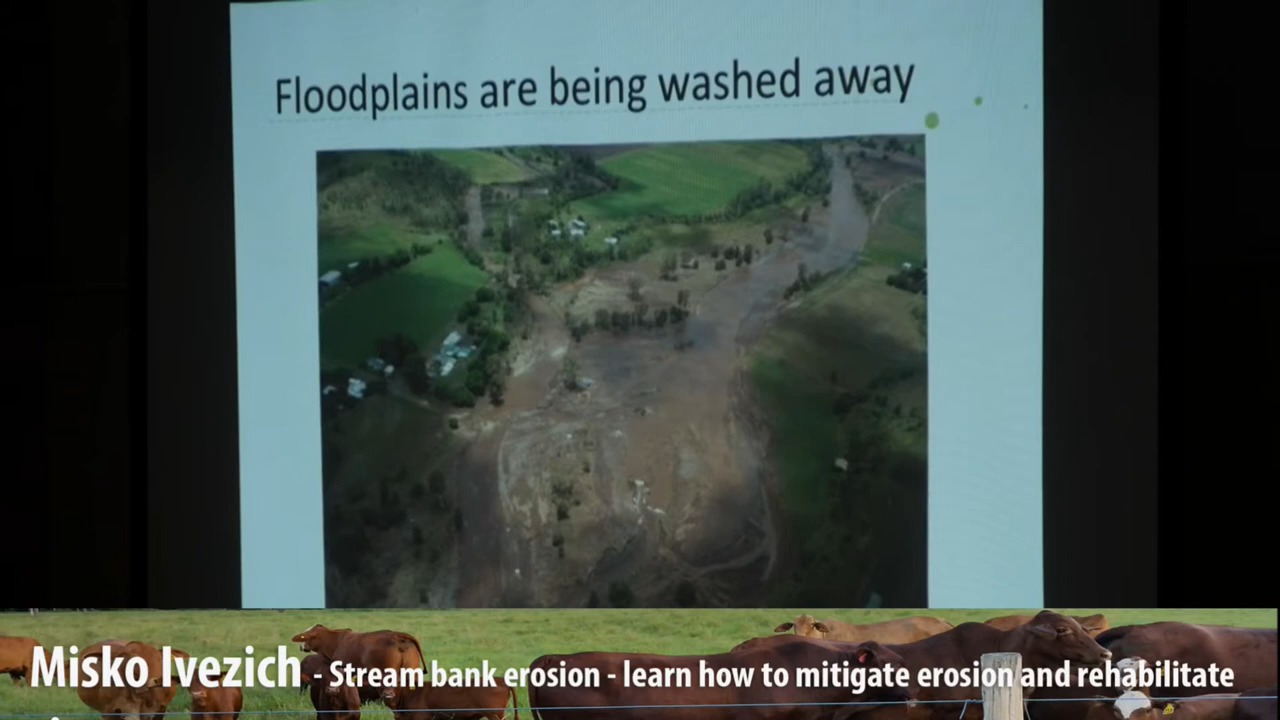 Floodplains are being washed away
Misko Ivezich - Stream bank erosion - learn how to mitigate erosion and rehabilitate